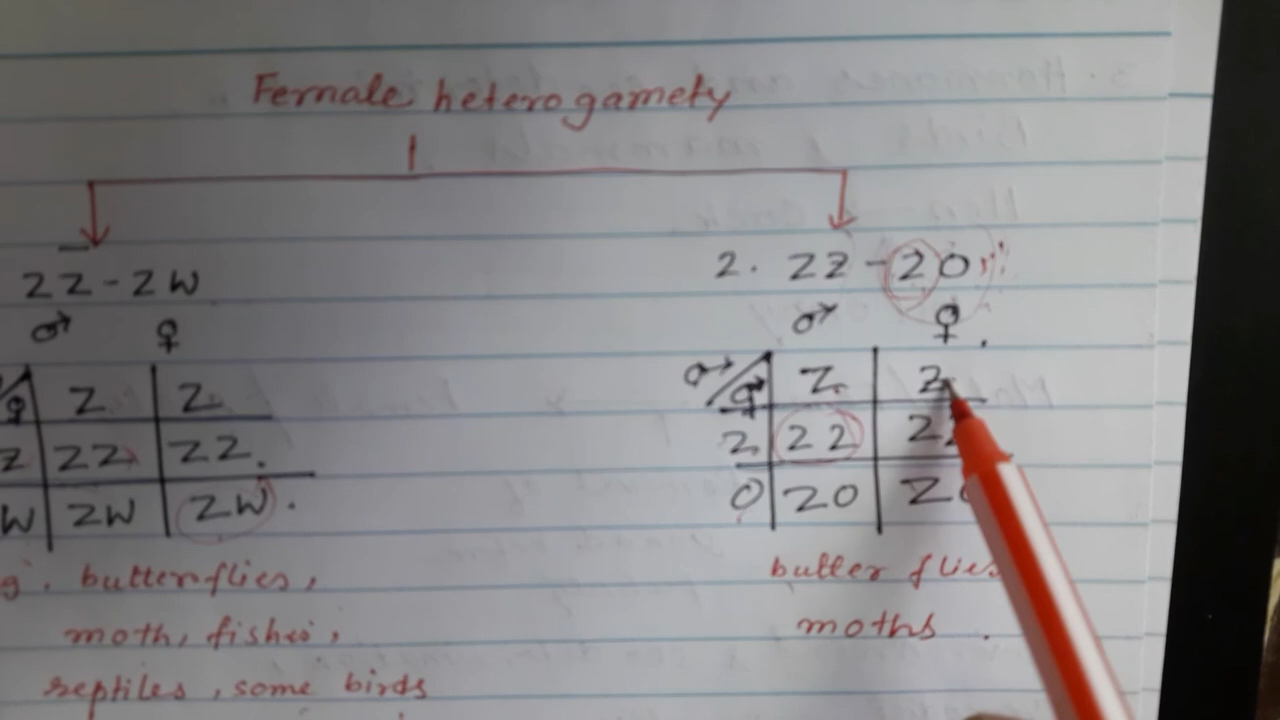 Female heterogamety
ZZ - ZW
♂ ♀
2. ZZ - ZO
♂ ♀
♀ Z Z
Z ZZ ZZ
W ZW ZW
♂ Z Z
Z ZZ
O ZO
butterflies,
moth, fishes,
reptiles, some birds
butterflies
moths